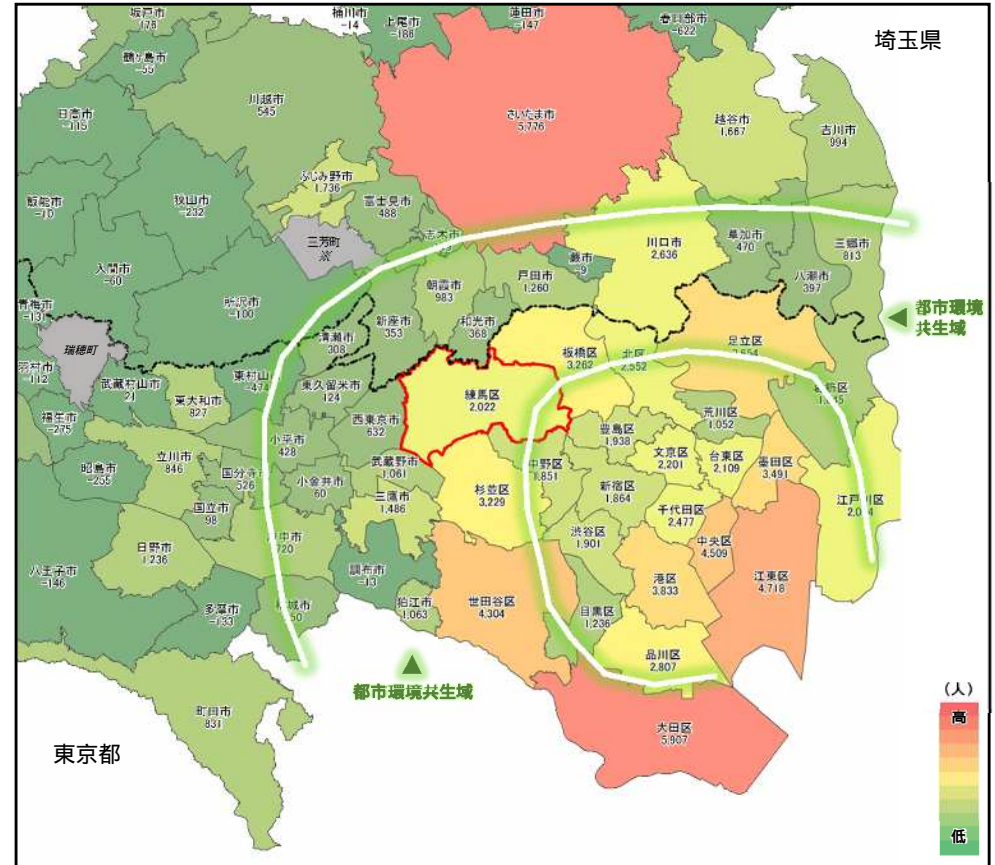 坂戸市
178
桶川市
-14
上尾市
-186
蓮田市
-147
春日部市
-622
埼玉県
鶴ヶ島市
-55
川越市
545
さいたま市
5,776
越谷市
1,667
吉川市
994
日高市
-115
ふじみ野市
1,736
富士見市
488
飯能市
-10
狭山市
-232
三芳町
※
志木市
川口市
2,636
草加市
470
三郷市
813
蕨市
-9
戸田市
1,260
八潮市
397
入間市
-60
所沢市
-100
朝霞市
983
新座市
353
和光市
368
青梅市
-131
瑞穂町
清瀬市
308
都市環境
共生域
足立区
板橋区
3,262
北区
2,552
羽村市
-112
武蔵村山市
21
東村山
-474
東久留米市
124
練馬区
2,022
東大和市
827
西東京市
632
荒川区
1,052
福生市
-275
小平市
428
豊島区
1,938
文京区
2,201
台東区
2,109
墨田区
3,491
昭島市
-255
立川市
846
国分寺市
526
小金井市
60
武蔵野市
1,061
中野区
1,851
新宿区
1,864
国立市
98
三鷹市
1,486
杉並区
3,229
千代田区
2,477
江戸川区
日野市
1,236
渋谷区
1,901
中央区
4,509
八王子市
-146
調布市
-13
港区
3,833
江東区
4,718
多摩市
-133
狛江市
1,063
世田谷区
4,304
目黒区
1,236
品川区
2,807
都市環境共生域
町田市
831
大田区
5,907
東京都
(人)
高
低